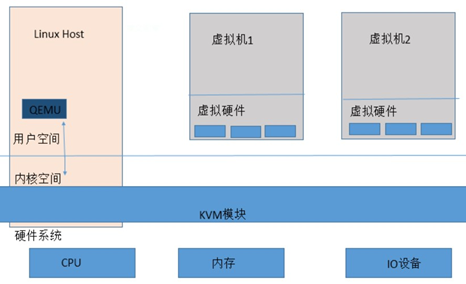 Linux Host
虚拟机1
虚拟机2
QEMU
虚拟硬件
虚拟硬件
用户空间
内核空间
KVM模块
硬件系统
CPU
内存
IO设备